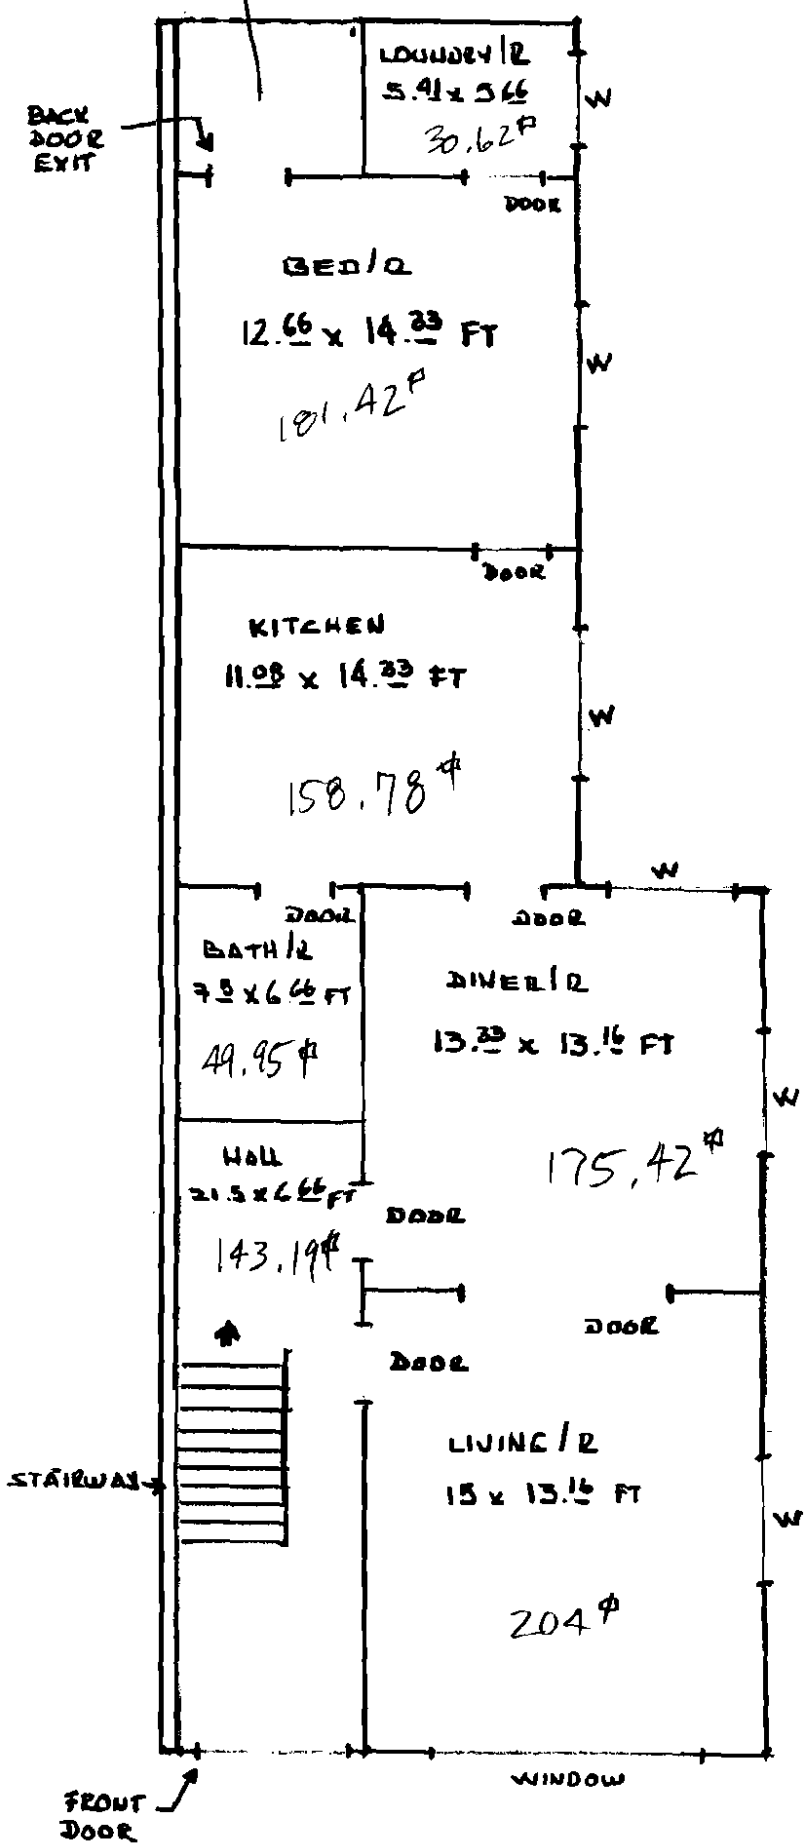 LOUNDRY/R
5.41 x 5 66
30.62
W
BACK
DOOR
EXIT
DOOR
BED/R
12.66 x 14.33 FT
181.42
W
DOOR
KITCHEN
11.08 x 14.33 FT
W
158.78
W
DOOR
DOOR
BATH/R
7 5 x 6 66 FT
49.95
DINER/R
13.33 x 13.16 FT
W
175.42
HALL
21.5 x 6 66 FT
143.19
DOOR
DOOR
DOOR
LIVING/R
15 x 13.16 FT
STAIRWAY
W
204
WINDOW
FRONT
DOOR